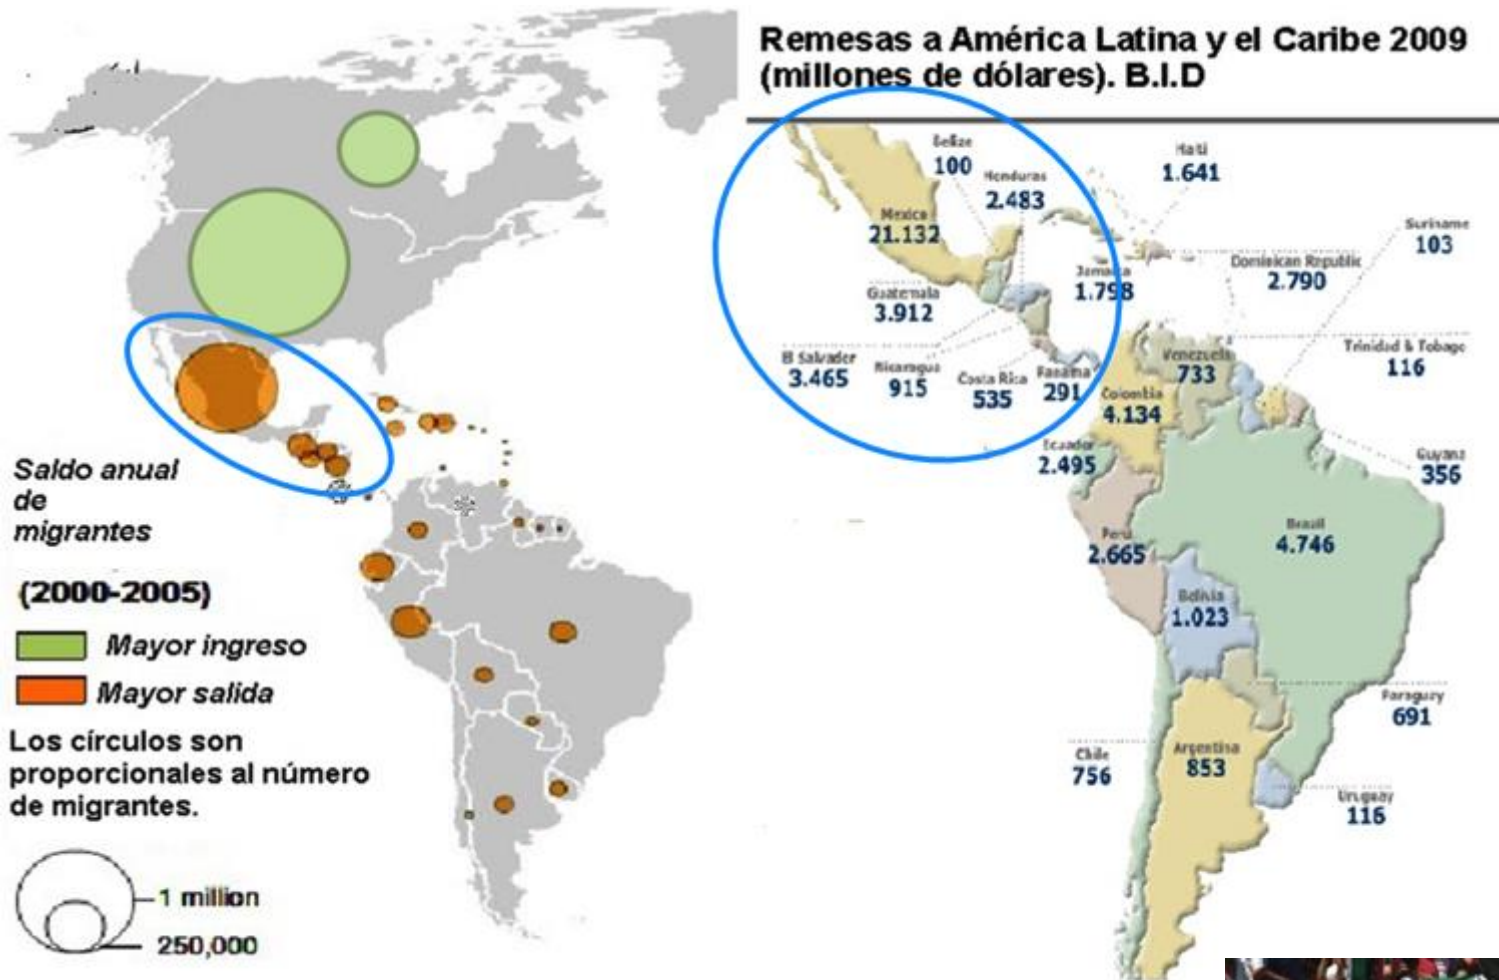 Remesas a América Latina y el Caribe 2009
(millones de dólares). B.I.D
Saldo anual
de
migrantes
(2000-2005)
Mayor ingreso
Mayor salida
Los círculos son
proporcionales al número
de migrantes.
1 million
250,000
Belize
100
Honduras
2.483
Haiti
1.641
Mexico
21.132
Suriname
103
Dominican Republic
2.790
Jamaica
1.798
Guatemala
3.912
El Salvador
3.465
Nicaragua
915
Costa Rica
535
Panama
291
Venezuela
733
Trinidad & Tobago
116
Colombia
4.134
Ecuador
2.495
Guyana
356
Peru
2.665
Brazil
4.746
Bolivia
1.023
Paraguay
691
Chile
756
Argentina
853
Uruguay
116